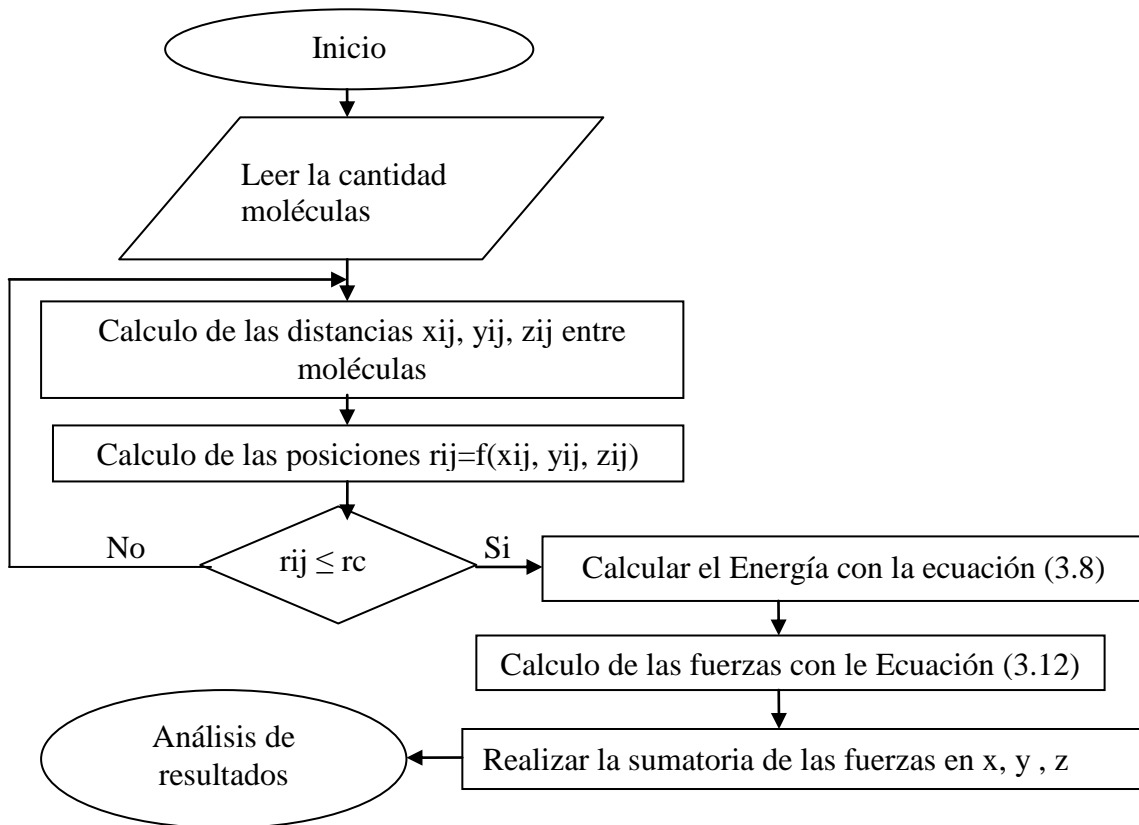 Inicio
Leer la cantidad
moléculas
Calculo de las distancias xij, yij, zij entre
moléculas
Calculo de las posiciones rij=f(xij, yij, zij)
No
rij ≤ rc
Si
Calcular el Energía con la ecuación (3.8)
Calculo de las fuerzas con le Ecuación (3.12)
Realizar la sumatoria de las fuerzas en x, y , z
Análisis de
resultados